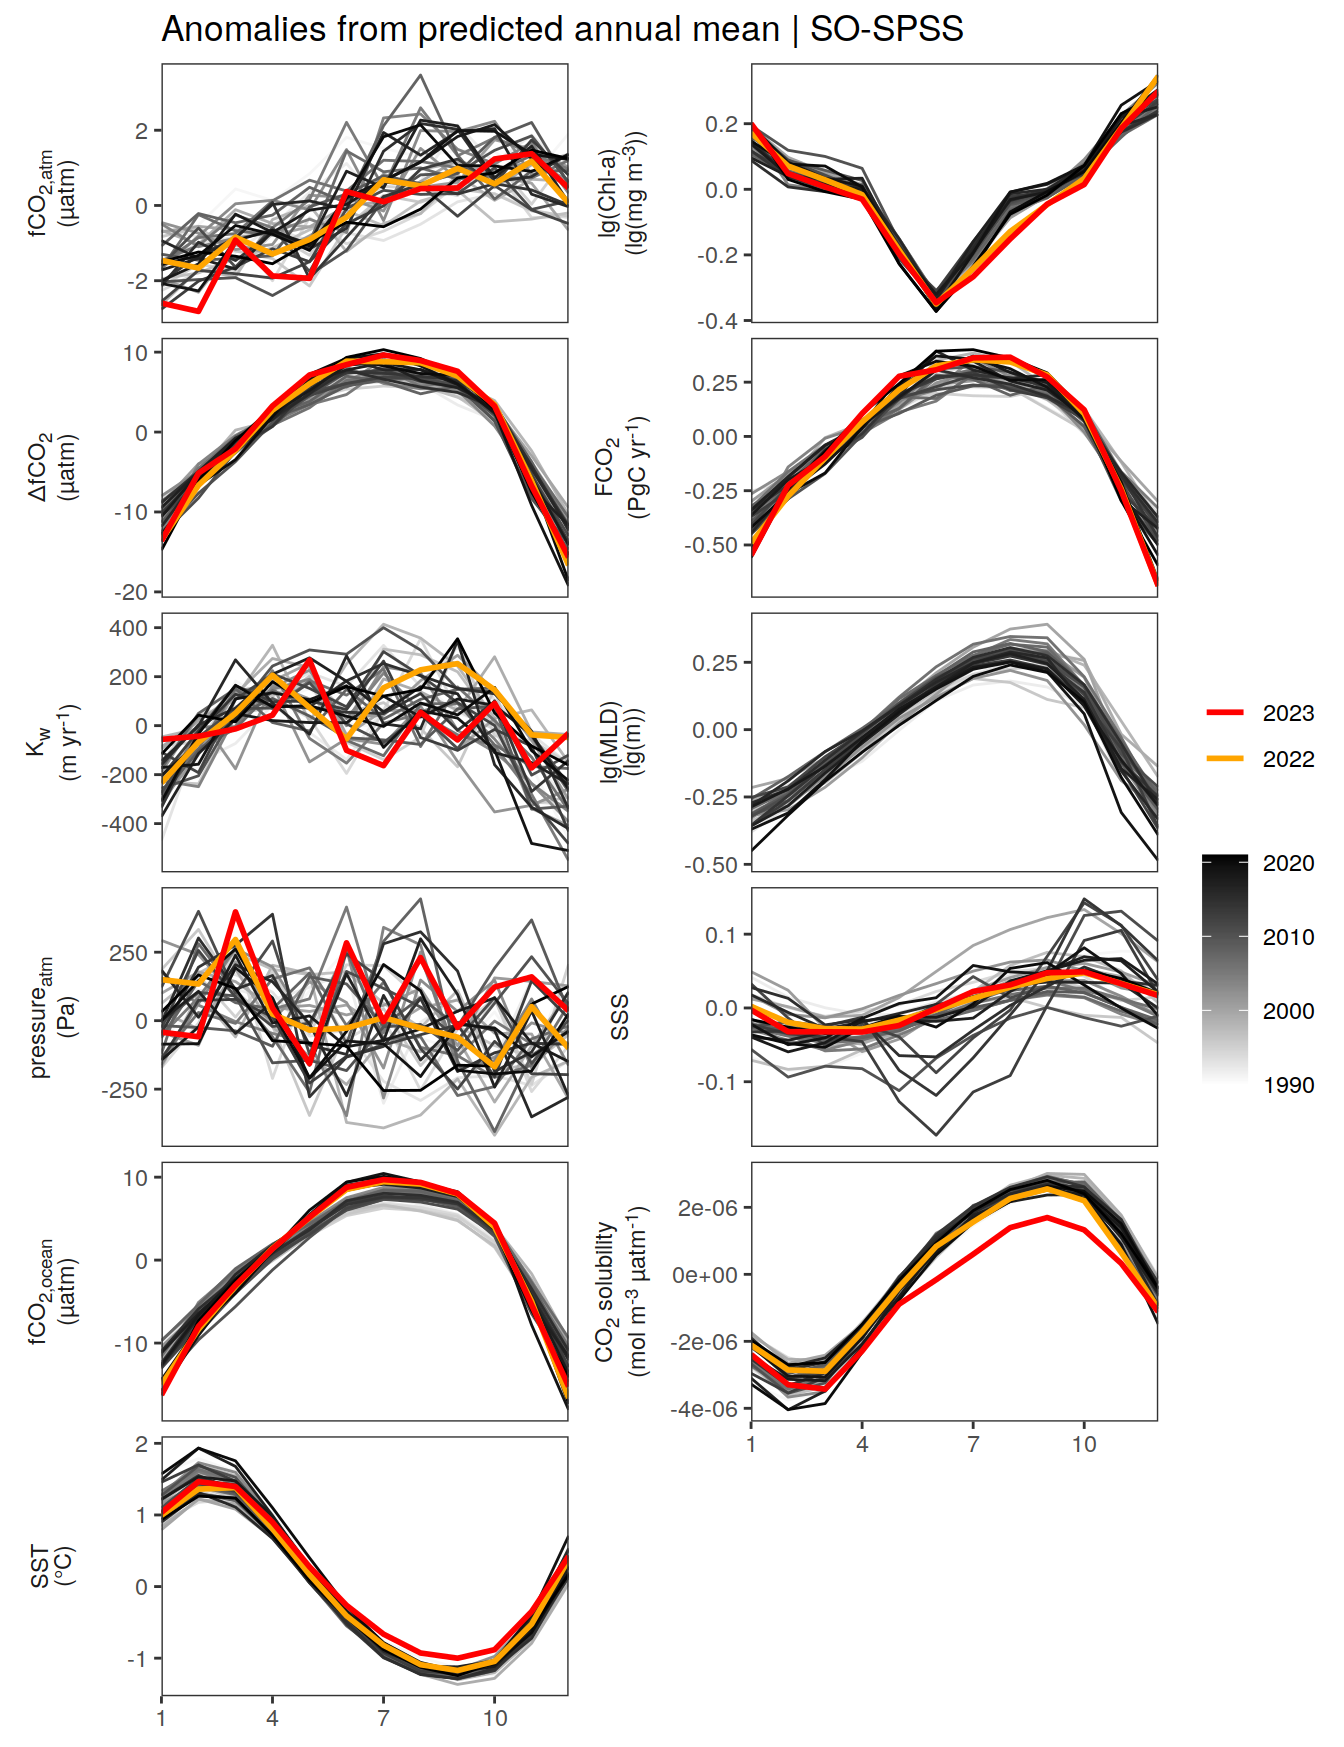 Anomalies from predicted annual mean | SO-SPSS
fCO2,atm
(µatm)
2
0
-2
lg(Chl-a)
(lg(mg m-3))
0.2
0.0
-0.2
-0.4
ΔfCO2
(µatm)
10
0
-10
-20
FCO2
(PgC yr-1)
0.25
0.00
-0.25
-0.50
Kw
(m yr-1)
400
200
0
-200
-400
lg(MLD)
(lg(m))
0.25
0.00
-0.25
-0.50
pressureatm
(Pa)
250
0
-250
SSS
0.1
0.0
-0.1
fCO2,ocean
(µatm)
10
0
-10
CO2 solubility
(mol m-3 µatm-1)
2e-06
0e+00
-2e-06
-4e-06
1 4 7 10
SST
(°C)
2
1
0
-1
1 4 7 10
2023
2022
2020
2010
2000
1990